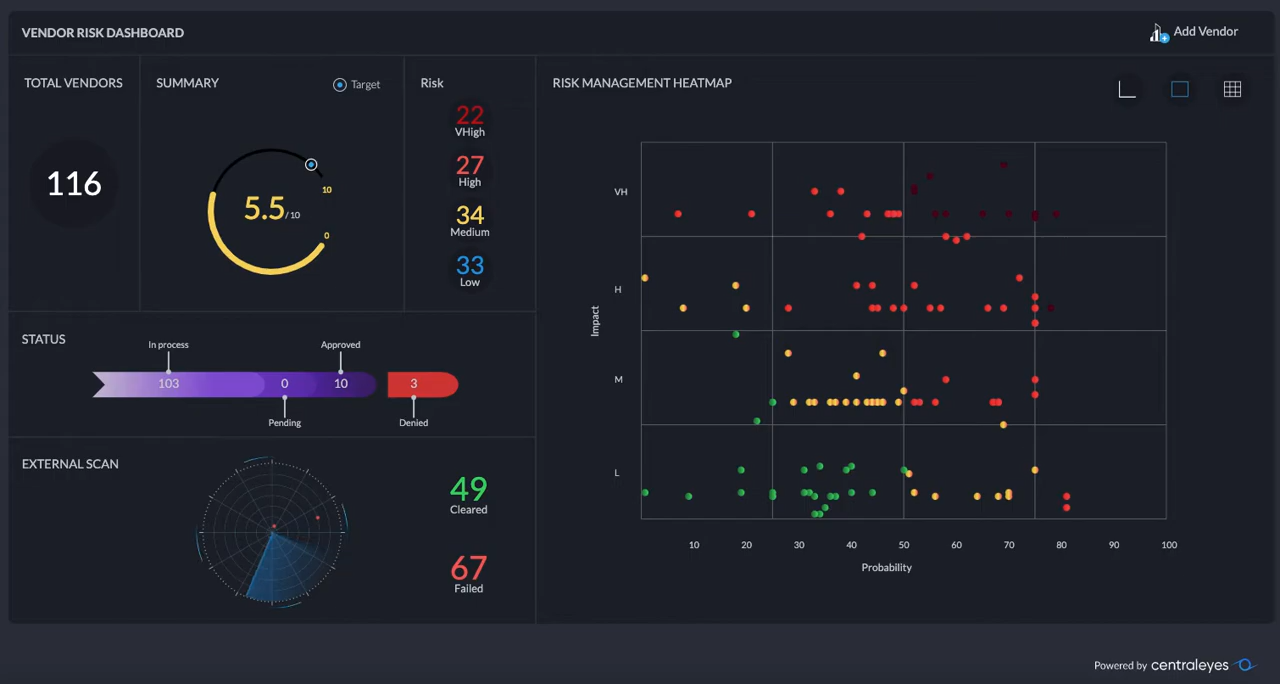 VENDOR RISK DASHBOARD
Add Vendor
TOTAL VENDORS
116
SUMMARY
Target
10
5.5/10
0
Risk
22
VHigh
27
High
34
Medium
33
Low
STATUS
In process
Approved
103
0
10
3
Pending
Denied
EXTERNAL SCAN
49
Cleared
67
Failed
RISK MANAGEMENT HEATMAP
VH
H
Impact
M
L
10 20 30 40 50 60 70 80 90 100
Probability
Powered by centraleyes